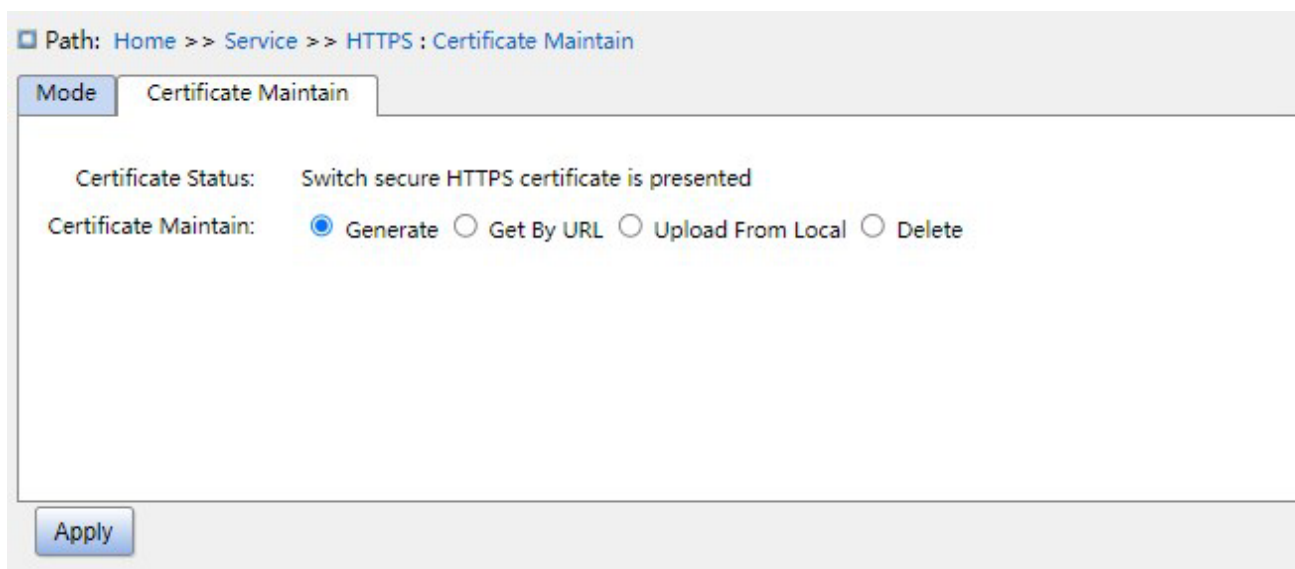 Path: Home >> Service >> HTTPS : Certificate Maintain
Mode Certificate Maintain
Certificate Status: Switch secure HTTPS certificate is presented
Certificate Maintain: Generate Get By URL Upload From Local Delete
Apply